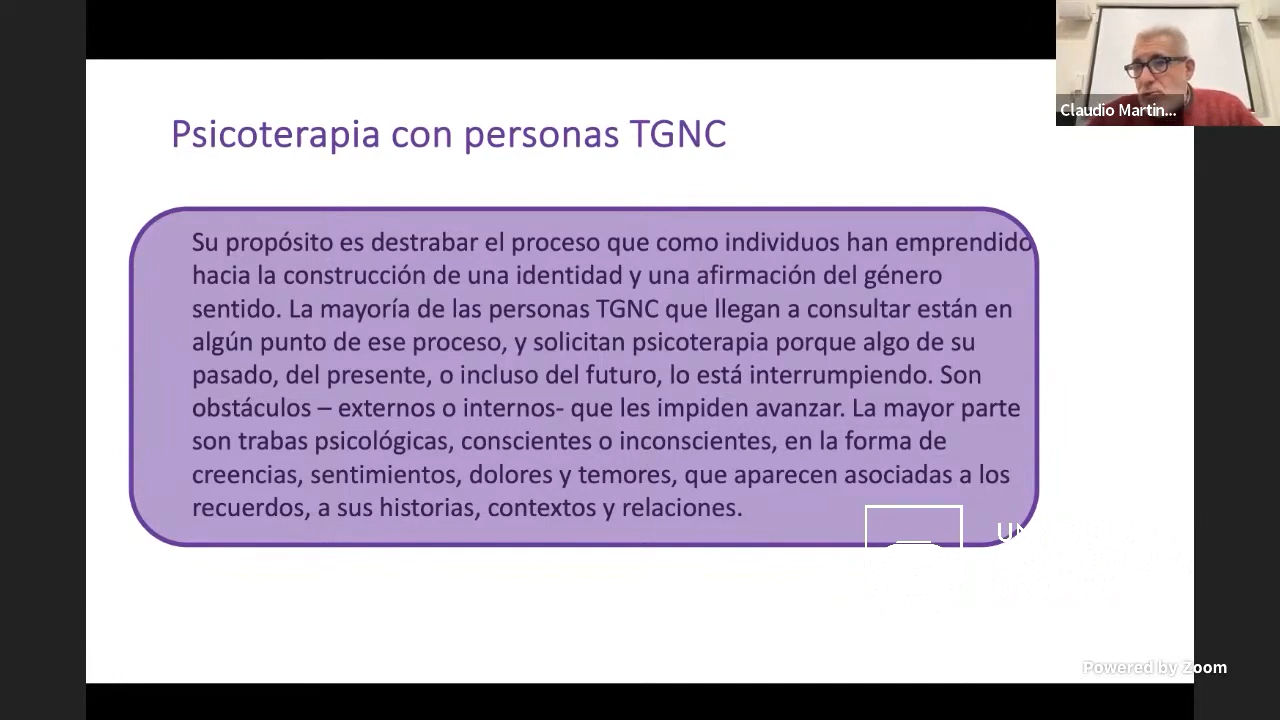 Psicoterapia con personas TGNC
Claudio Martin...
Su propósito es destrabar el proceso que como individuos han emprendido
hacia la construcción de una identidad y una afirmación del género
sentido. La mayoría de las personas TGNC que llegan a consultar están en
algún punto de ese proceso, y solicitan psicoterapia porque algo de su
pasado, del presente, o incluso del futuro, lo está interrumpiendo. Son
obstáculos – externos o internos- que les impiden avanzar. La mayor parte
son trabas psicológicas, conscientes o inconscientes, en la forma de
creencias, sentimientos, dolores y temores, que aparecen asociadas a los
recuerdos, a sus historias, contextos y relaciones.
Powered by Zoom